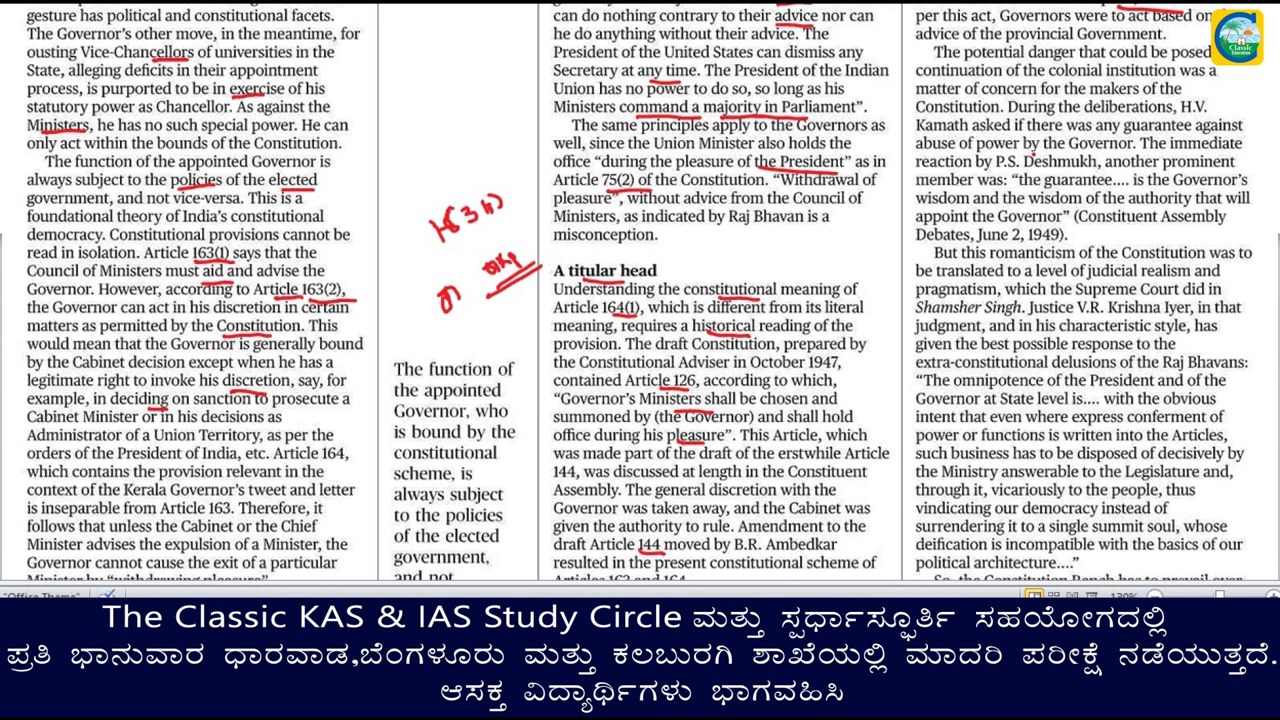 gesture has political and constitutional facets.
The Governor's other move, in the meantime, for
ousting Vice-Chancellors of universities in the
State, alleging deficits in their appointment
process, is purported to be in exercise of his
statutory power as Chancellor. As against the
Ministers, he has no such special power. He can
only act within the bounds of the Constitution.
The function of the appointed Governor is
always subject to the policies of the elected
government, and not vice-versa. This is a
foundational theory of India's constitutional
democracy. Constitutional provisions cannot be
read in isolation. Article 163(1) says that the
Council of Ministers must aid and advise the
Governor. However, according to Article 163(2),
the Governor can act in his discretion in certain
matters as permitted by the Constitution. This
would mean that the Governor is generally bound
by the Cabinet decision except when he has a
legitimate right to invoke his discretion, say, for
example, in deciding on sanction to prosecute a
Cabinet Minister or in his decisions as
Administrator of a Union Territory, as per the
orders of the President of India, etc. Article 164,
which contains the provision relevant in the
context of the Kerala Governor's tweet and letter
is inseparable from Article 163. Therefore, it
follows that unless the Cabinet or the Chief
Minister advises the expulsion of a Minister, the
Governor cannot cause the exit of a particular
Minister by "withdrawing pleasure".
The function of
the appointed
Governor, who
is bound by the
constitutional
scheme, is
always subject
to the policies
of the elected
government,
and not
can do nothing contrary to their advice nor can
he do anything without their advice. The
President of the United States can dismiss any
Secretary at any time. The President of the Indian
Union has no power to do so, so long as his
Ministers command a majority in Parliament".
The same principles apply to the Governors as
well, since the Union Minister also holds the
office "during the pleasure of the President" as in
Article 75(2) of the Constitution. "Withdrawal of
pleasure", without advice from the Council of
Ministers, as indicated by Raj Bhavan is a
misconception.
A titular head
Understanding the constitutional meaning of
Article 164(1), which is different from its literal
meaning, requires a historical reading of the
provision. The draft Constitution, prepared by
the Constitutional Adviser in October 1947,
contained Article 126, according to which,
"Governor's Ministers shall be chosen and
summoned by (the Governor) and shall hold
office during his pleasure". This Article, which
was made part of the draft of the erstwhile Article
144, was discussed at length in the Constituent
Assembly. The general discretion with the
Governor was taken away, and the Cabinet was
given the authority to rule. Amendment to the
draft Article 144 moved by B.R. Ambedkar
resulted in the present constitutional scheme of
Articles 163 and 164.
per this act, Governors were to act based on the
advice of the provincial Government.
The potential danger that could be posed
continuation of the colonial institution was a
matter of concern for the makers of the
Constitution. During the deliberations, H.V.
Kamath asked if there was any guarantee against
abuse of power by the Governor. The immediate
reaction by P.S. Deshmukh, another prominent
member was: "the guarantee.... is the Governor's
wisdom and the wisdom of the authority that will
appoint the Governor" (Constituent Assembly
Debates, June 2, 1949).
But this romanticism of the Constitution was to
be translated to a level of judicial realism and
pragmatism, which the Supreme Court did in
Shamsher Singh. Justice V.R. Krishna Iyer, in that
judgment, and in his characteristic style, has
given the best possible response to the
extra-constitutional delusions of the Raj Bhavans:
"The omnipotence of the President and of the
Governor at State level is.... with the obvious
intent that even where express conferment of
power or functions is written into the Articles,
such business has to be disposed of decisively by
the Ministry answerable to the Legislature and,
through it, vicariously to the people, thus
vindicating our democracy instead of
surrendering it to a single summit soul, whose
deification is incompatible with the basics of our
political architecture...."
So, the Constitution Bench has to prevail over
Classic
Education
"Office Theme"
130%
The Classic KAS & IAS Study Circle ಮತ್ತು ಸ್ಪರ್ಧಾಸ್ಫೂರ್ತಿ ಸಹಯೋಗದಲ್ಲಿ
ಪ್ರತಿ ಭಾನುವಾರ ಧಾರವಾಡ,ಬೆಂಗಳೂರು ಮತ್ತು ಕಲಬುರಗಿ ಶಾಖೆಯಲ್ಲಿ ಮಾದರಿ ಪರೀಕ್ಷೆ ನಡೆಯುತ್ತದೆ.
ಆಸಕ್ತ ವಿದ್ಯಾರ್ಥಿಗಳು ಭಾಗವಹಿಸಿ